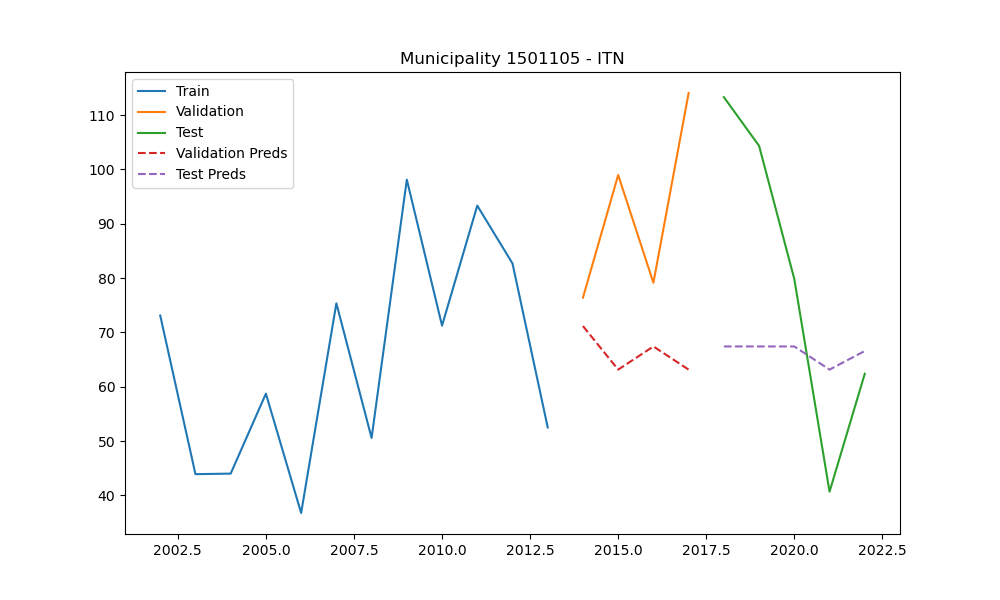 Municipality 1501105 - ITN
Train
Validation
Test
Validation Preds
Test Preds
110
100
90
80
70
60
50
40
2002.5 2005.0 2007.5 2010.0 2012.5 2015.0 2017.5 2020.0 2022.5